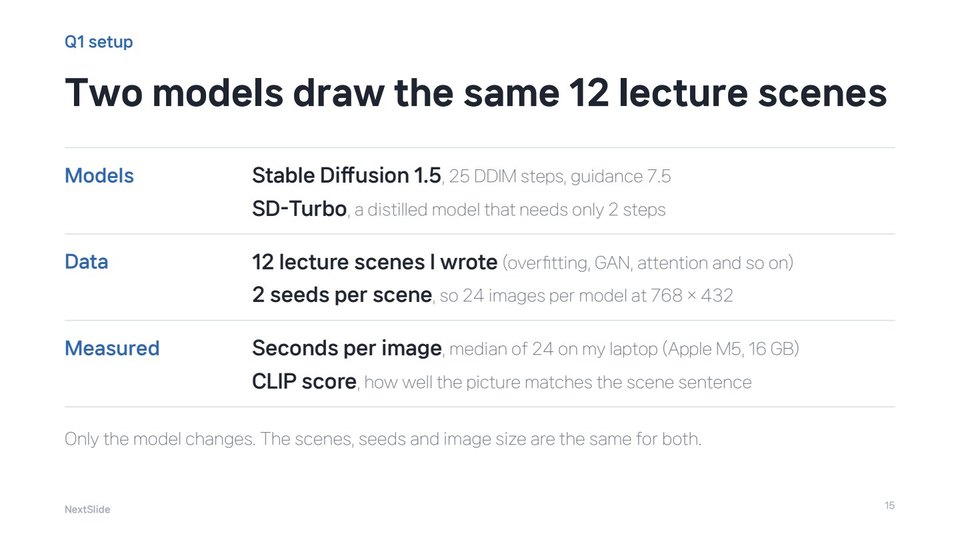 Q1 setup
Two models draw the same 12 lecture scenes
Models
Stable Diffusion 1.5, 25 DDIM steps, guidance 7.5
SD-Turbo, a distilled model that needs only 2 steps
Data
12 lecture scenes I wrote (overfitting, GAN, attention and so on)
2 seeds per scene, so 24 images per model at 768 × 432
Measured
Seconds per image, median of 24 on my laptop (Apple M5, 16 GB)
CLIP score, how well the picture matches the scene sentence
Only the model changes. The scenes, seeds and image size are the same for both.
NextSlide
15